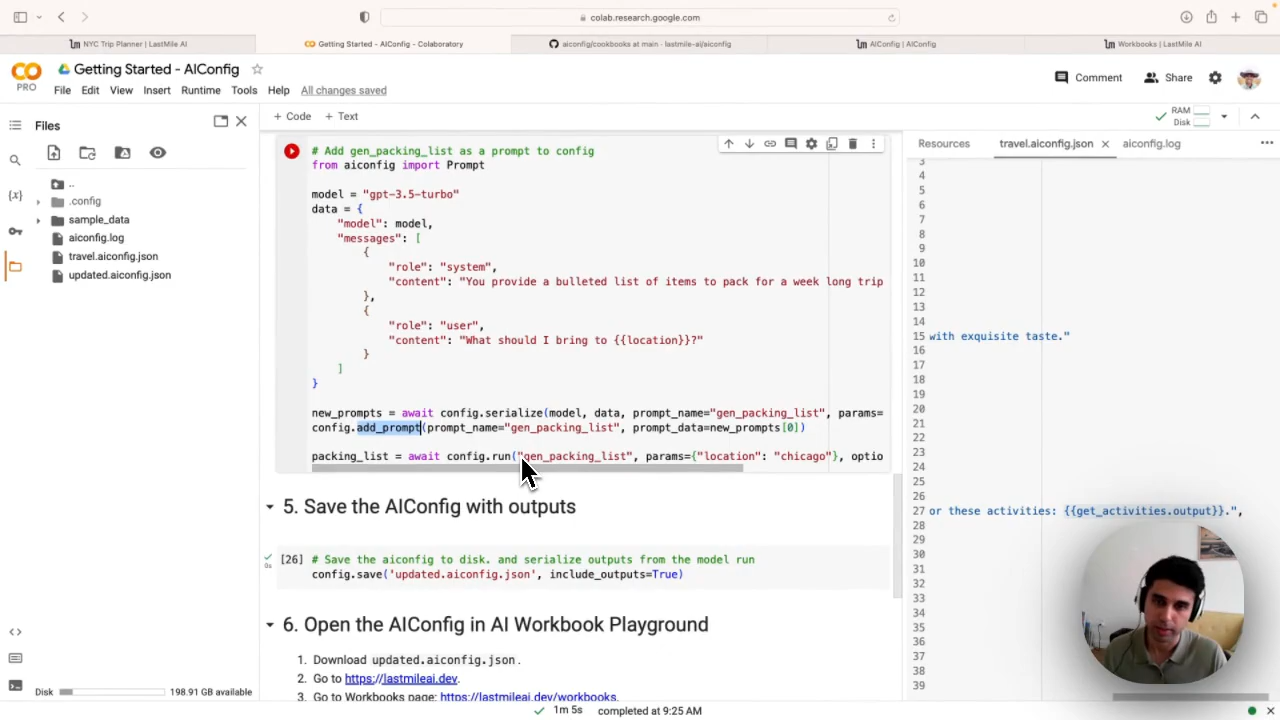 colab.research.google.com
NYC Trip Planner | LastMile AI
Getting Started - AIConfig - Colaboratory
aiconfig/cookbooks at main · lastmile-ai/aiconfig
AIConfig | AIConfig
Workbooks | LastMile AI
CO
PRO
Getting Started - AIConfig
File Edit View Insert Runtime Tools Help All changes saved
Comment
Share
Files
+ Code + Text
RAM
Disk
..
.config
sample_data
aiconfig.log
travel.aiconfig.json
updated.aiconfig.json
# Add gen_packing_list as a prompt to config
from aiconfig import Prompt
model = "gpt-3.5-turbo"
data = {
"model": model,
"messages": [
{
"role": "system",
"content": "You provide a bulleted list of items to pack for a week long trip
},
{
"role": "user",
"content": "What should I bring to {{location}}?"
}
]
}
new_prompts = await config.serialize(model, data, prompt_name="gen_packing_list", params=
config.add_prompt(prompt_name="gen_packing_list", prompt_data=new_prompts[0])
packing_list = await config.run("gen_packing_list", params={"location": "chicago"}, optio
5. Save the AIConfig with outputs
[26] # Save the aiconfig to disk. and serialize outputs from the model run
0s
config.save('updated.aiconfig.json', include_outputs=True)
6. Open the AIConfig in AI Workbook Playground
1. Download updated.aiconfig.json.
2. Go to https://lastmileai.dev.
3. Go to Workbooks page: https://lastmileai.dev/workbooks.
Resources
travel.aiconfig.json
aiconfig.log
3
4
5
6
7
8
9
10
11
12
13
14
15 with exquisite taste."
16
17
18
19
20
21
22
23
24
25
26
27 or these activities: {{get_activities.output}}.",
28
29
30
31
32
33
34
35
36
37
38
39
Disk
198.91 GB available
1m 5s completed at 9:25 AM